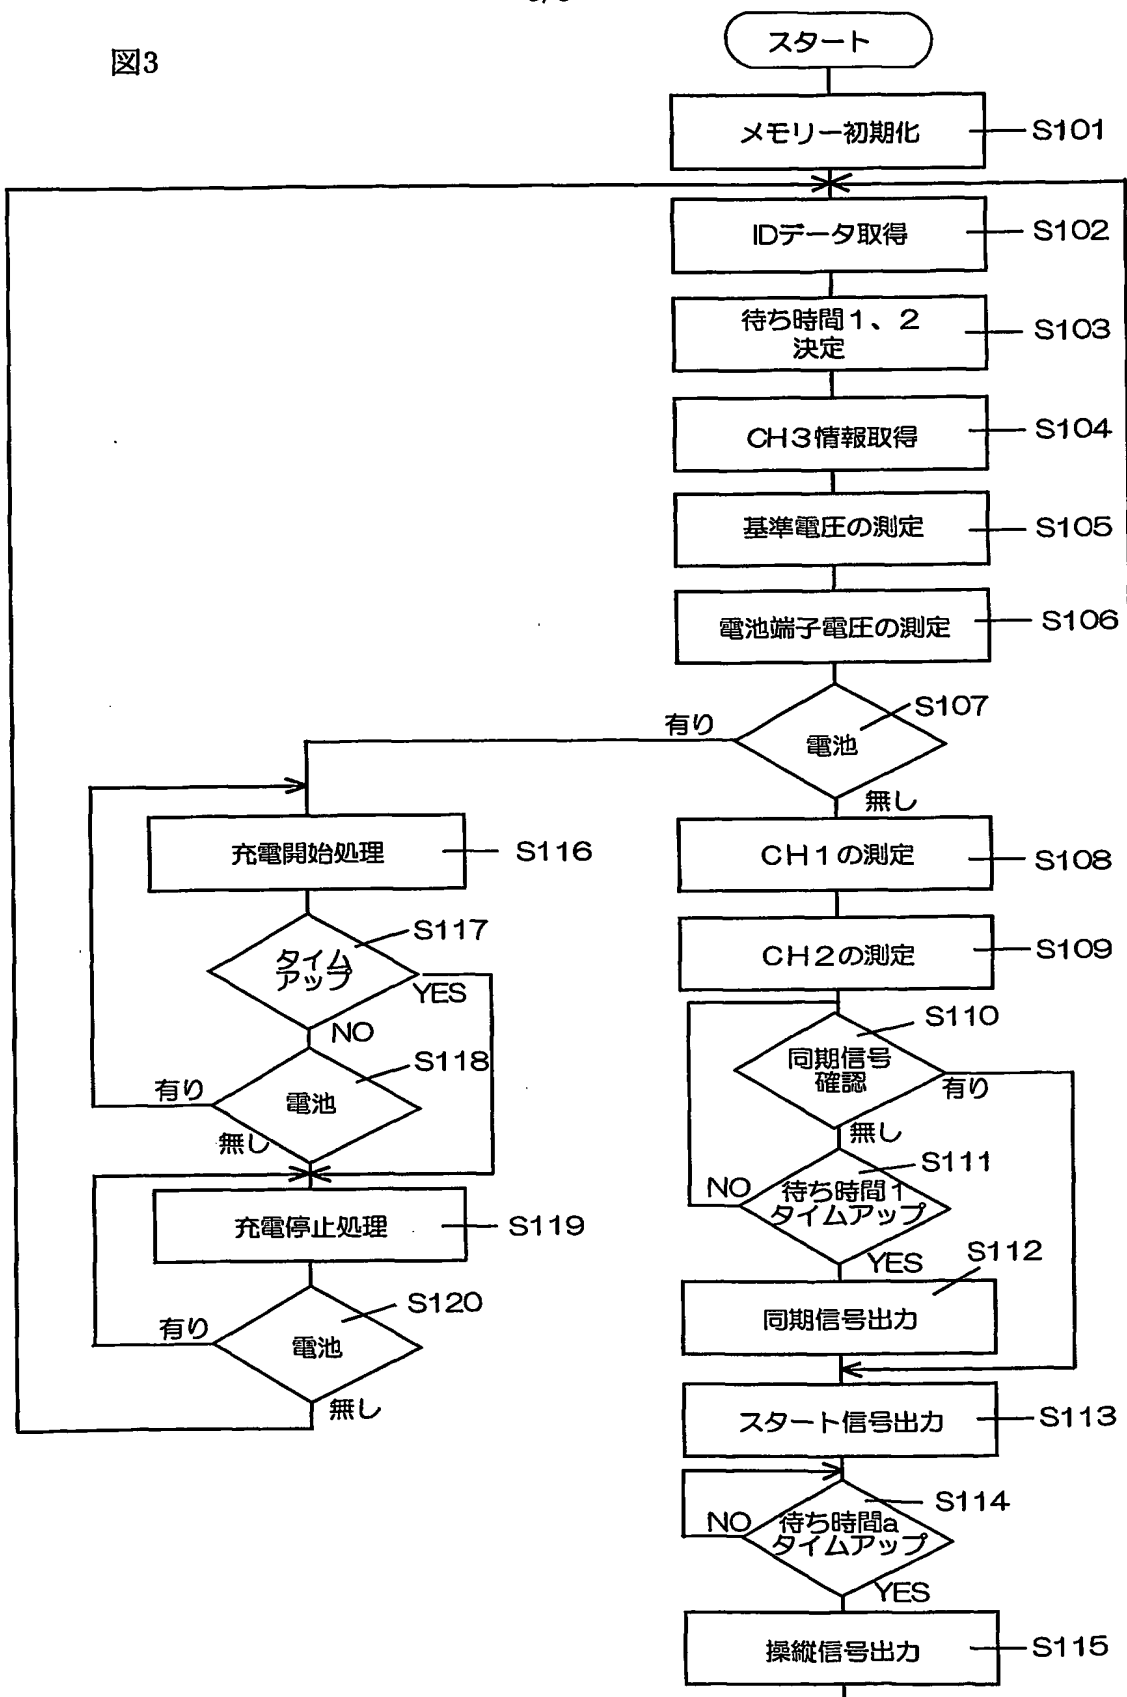 図3
スタート
メモリー初期化
S101
IDデータ取得
S102
待ち時間1、2
決定
S103
CH3情報取得
S104
基準電圧の測定
S105
電池端子電圧の測定
S106
電池
S107
有り
無し
CH1の測定
S108
CH2の測定
S109
同期信号
確認
S110
有り
無し
待ち時間1
タイムアップ
S111
NO
YES
同期信号出力
S112
スタート信号出力
S113
待ち時間a
タイムアップ
S114
NO
YES
操縦信号出力
S115
充電開始処理
S116
タイム
アップ
S117
YES
NO
電池
S118
有り
無し
充電停止処理
S119
電池
S120
有り
無し